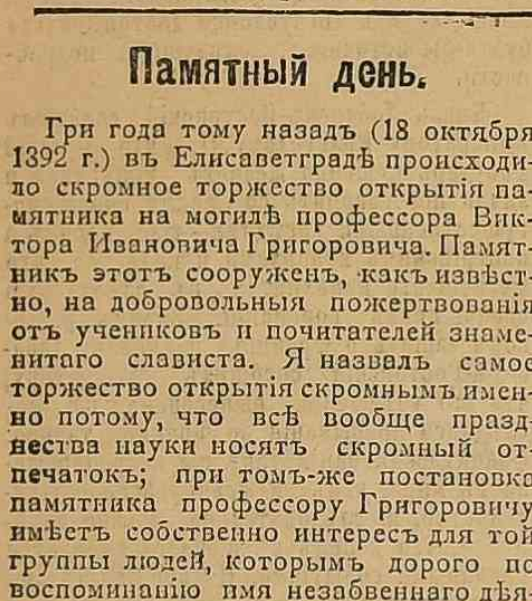 Памятный день.
Три года тому назадъ (18 октября
1892 г.) въ Елисаветградѣ происходи-
ло скромное торжество открытія па-
мятника на могилѣ профессора Вик-
тора Ивановича Григоровича. Памят-
никъ этотъ сооруженъ, какъ извѣст-
но, на добровольныя пожертвованія
отъ учениковъ и почитателей знаме-
нитаго слависта. Я назвалъ самое
торжество открытія скромнымъ имен-
но потому, что всѣ вообще празд-
нества науки носятъ скромный от-
печатокъ; при томъ-же постановка
памятника профессору Григоровичу
имѣетъ собственно интересъ для той
группы людей, которымъ дорого по
воспоминанію имя незабвеннаго дѣя-